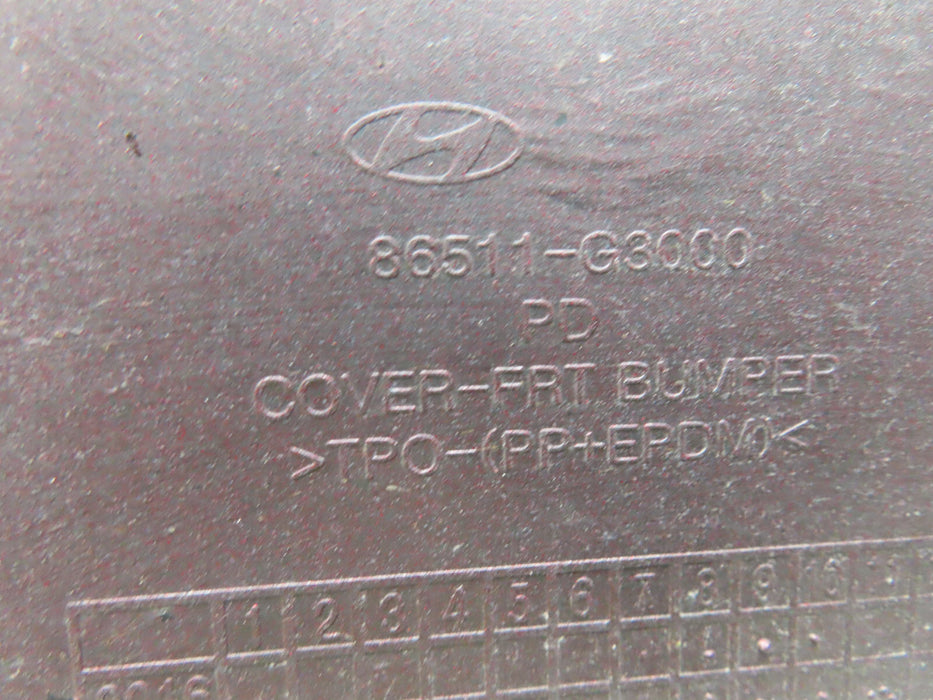 86511-G3000
PD
COVER-FRT BUMPER
>TPO-(PP+EPDM)<
1 2 3 4 5 6 7 8 9 10